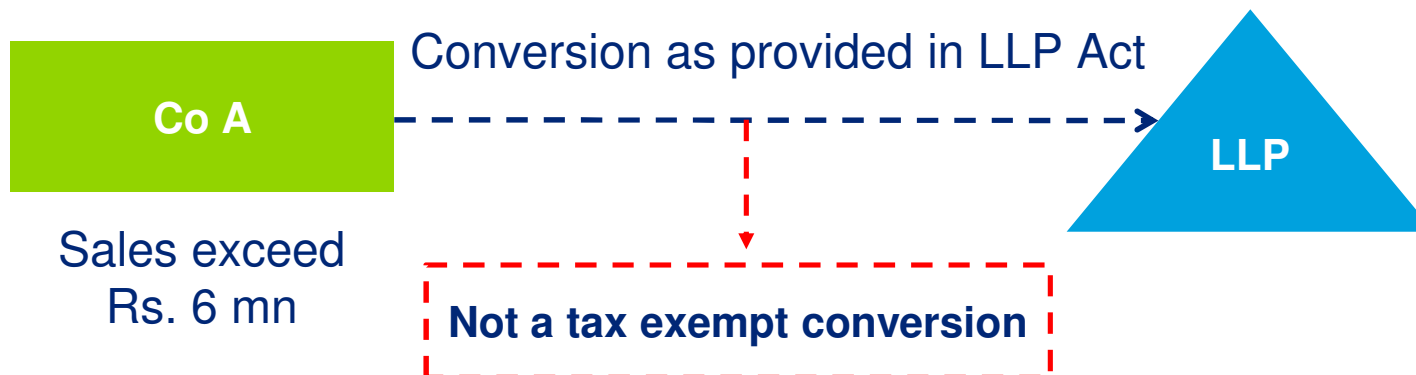 Conversion as provided in LLP Act
Co A
LLP
Sales exceed
Rs. 6 mn
Not a tax exempt conversion